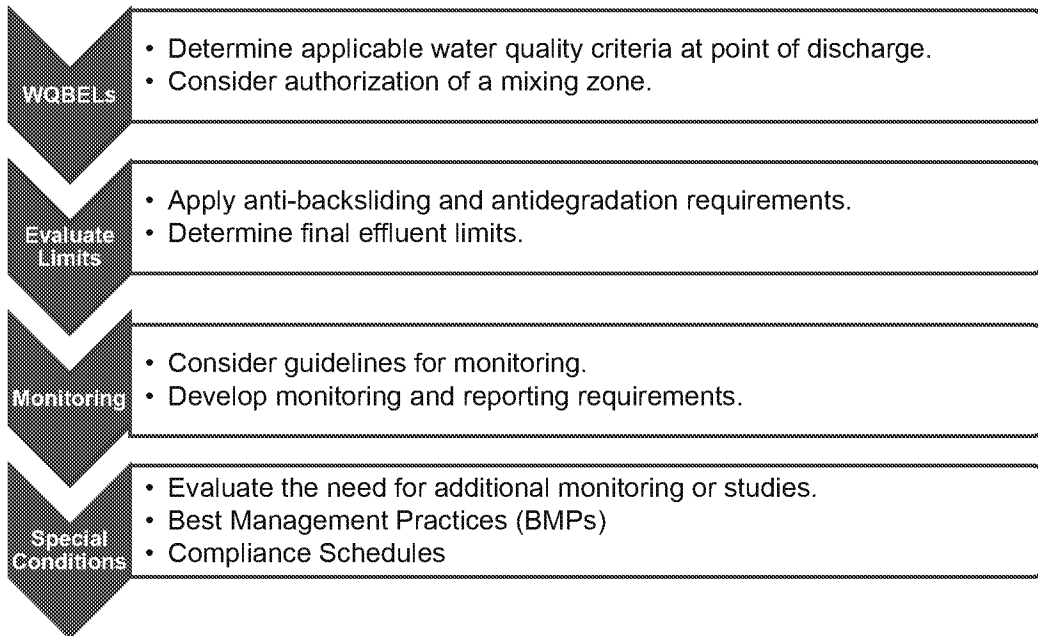 WQBELs
• Determine applicable water quality criteria at point of discharge.
• Consider authorization of a mixing zone.
Evaluate
Limits
• Apply anti-backsliding and antidegradation requirements.
• Determine final effluent limits.
Monitoring
• Consider guidelines for monitoring.
• Develop monitoring and reporting requirements.
Special
Conditions
• Evaluate the need for additional monitoring or studies.
• Best Management Practices (BMPs)
• Compliance Schedules